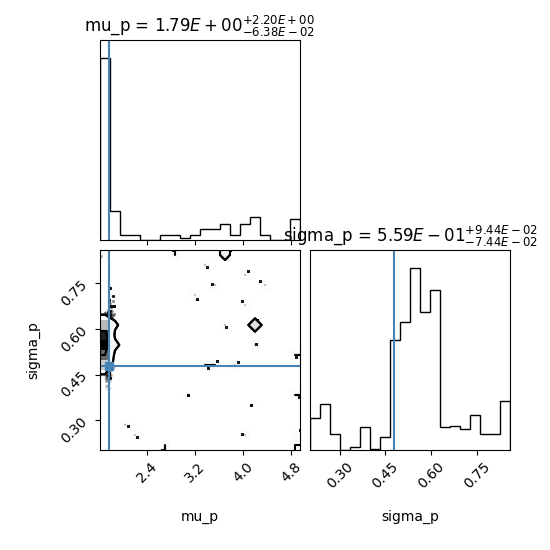 mu_p = 1.79E + 00+2.20E+00−6.38E−02
sigma_p = 5.59E − 01+9.44E−02−7.44E−02
0.75
0.60
0.45
0.30
sigma_p
2.4 3.2 4.0 4.8
0.30 0.45 0.60 0.75
mu_p
sigma_p